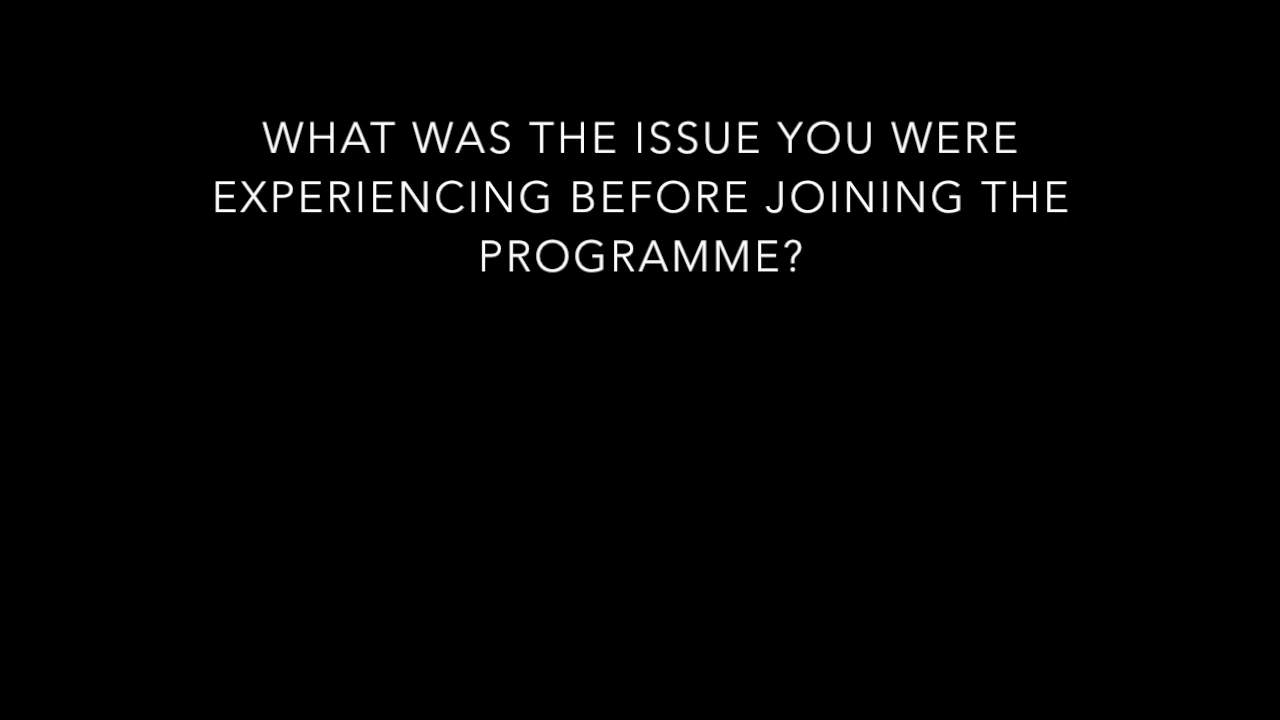 WHAT WAS THE ISSUE YOU WERE
EXPERIENCING BEFORE JOINING THE
PROGRAMME?